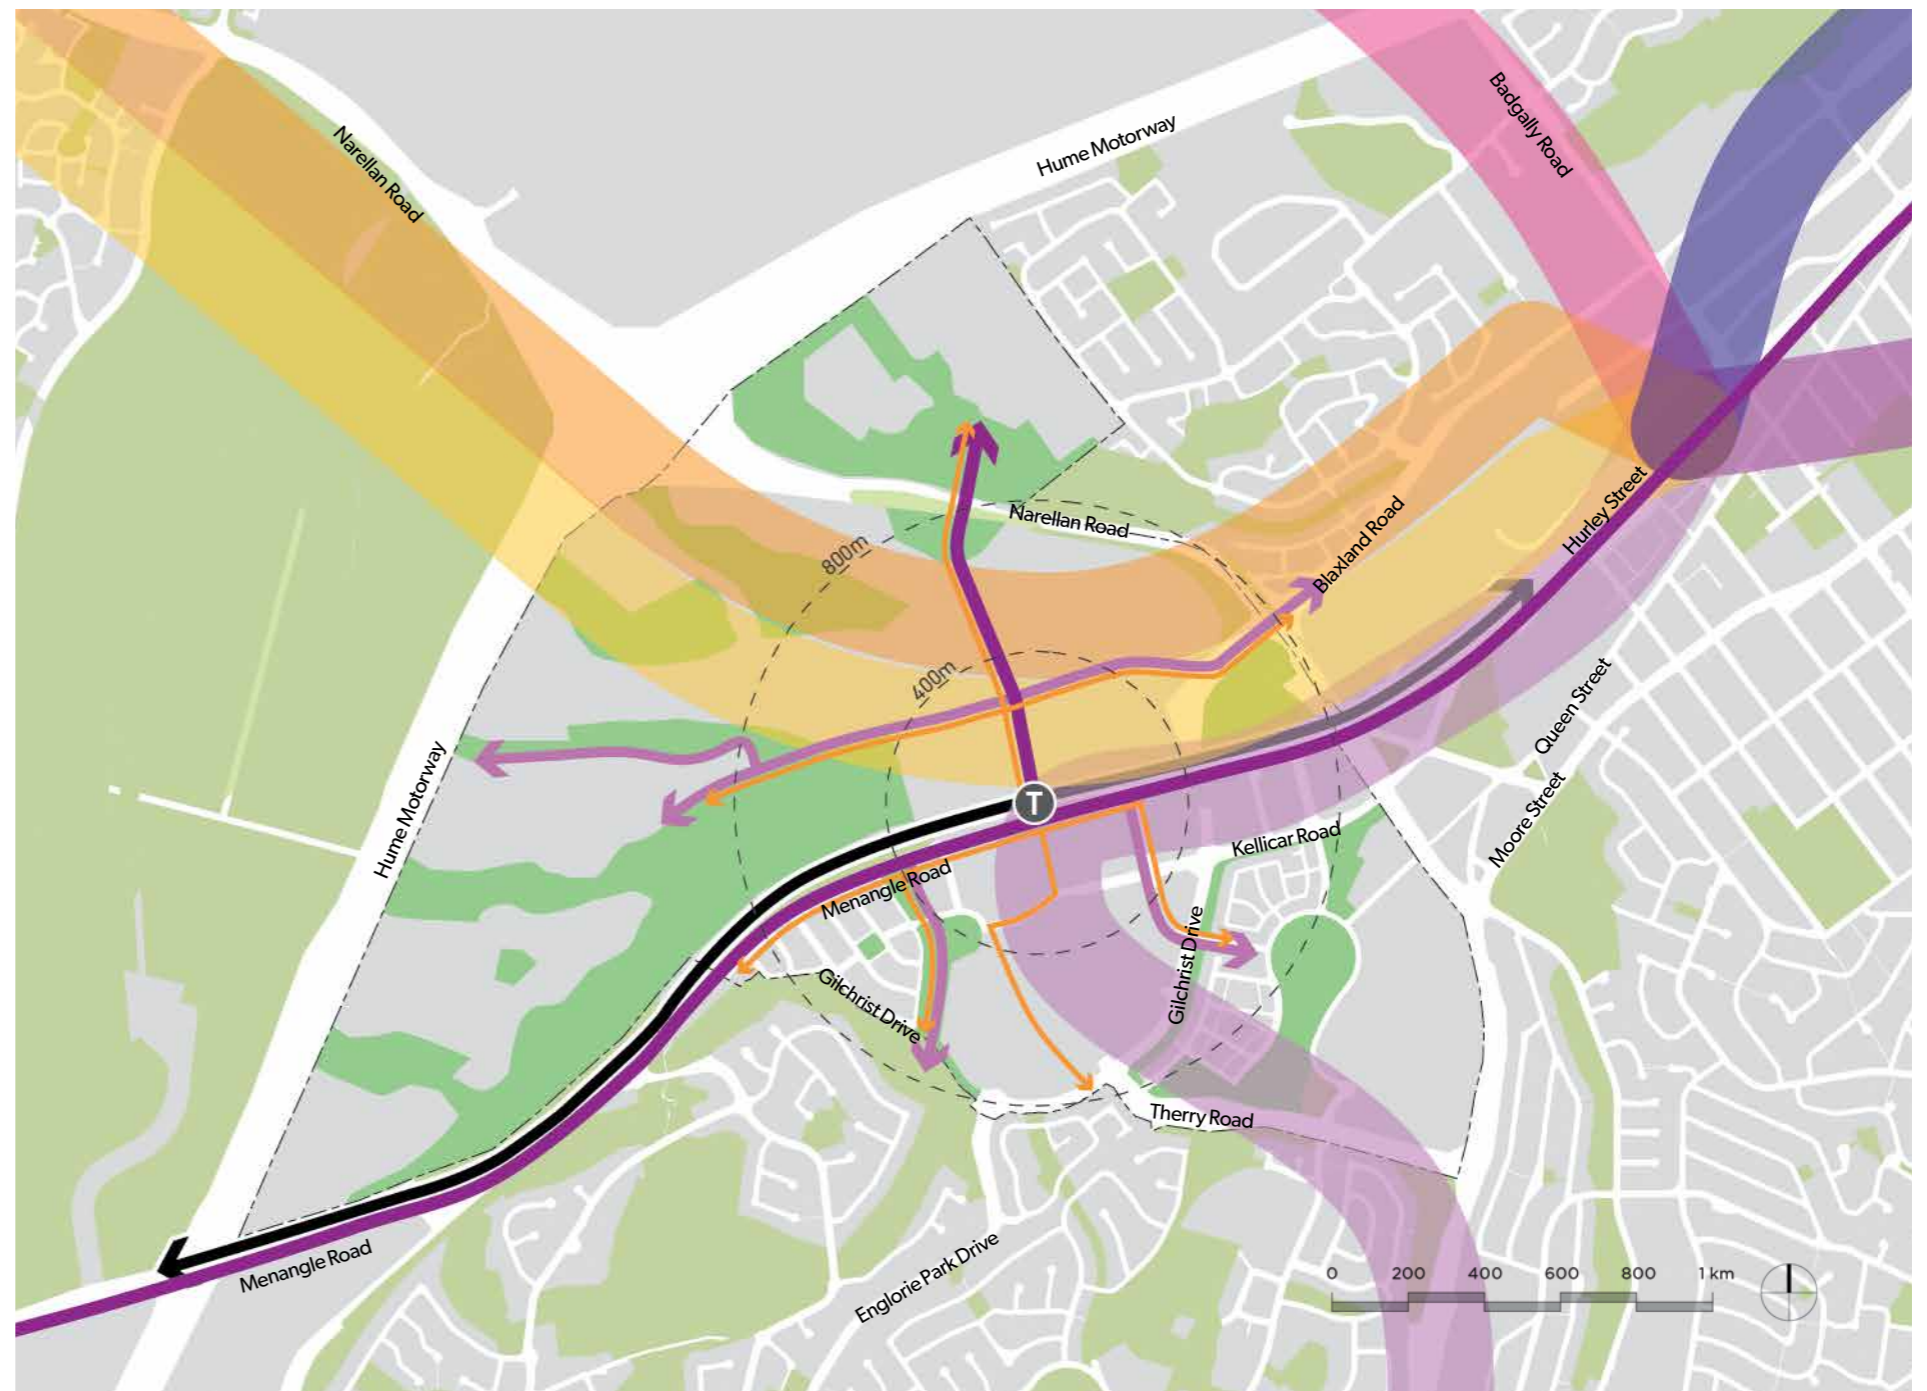 Badgally Road
Hume Motorway
Narellan Road
Narellan Road
800m
Blaxland Road
Hurley Street
400m
Queen Street
Hume Motorway
Moore Street
T
Kellicar Road
Menangle Road
Gilchrist Drive
Gilchrist Drive
Therry Road
Menangle Road
Englorie Park Drive
0 200 400 600 800 1 km